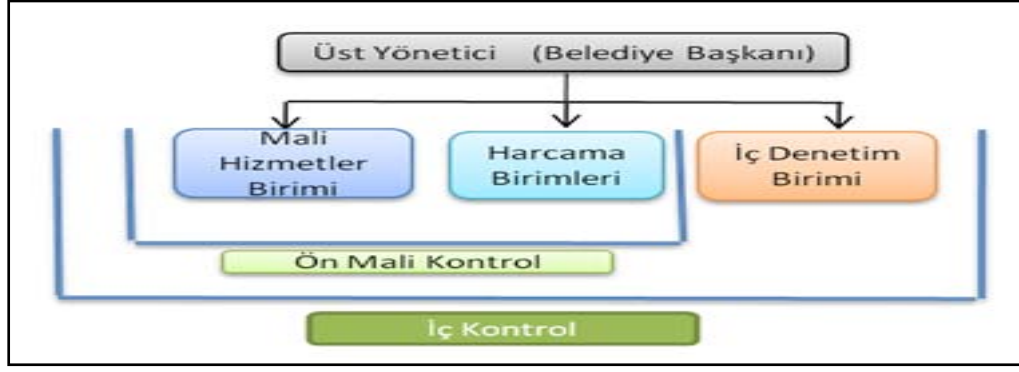 Üst Yönetici (Belediye Başkanı)
Mali
Hizmetler
Birimi
Harcama
Birimleri
İç Denetim
Birimi
Ön Mali Kontrol
İç Kontrol